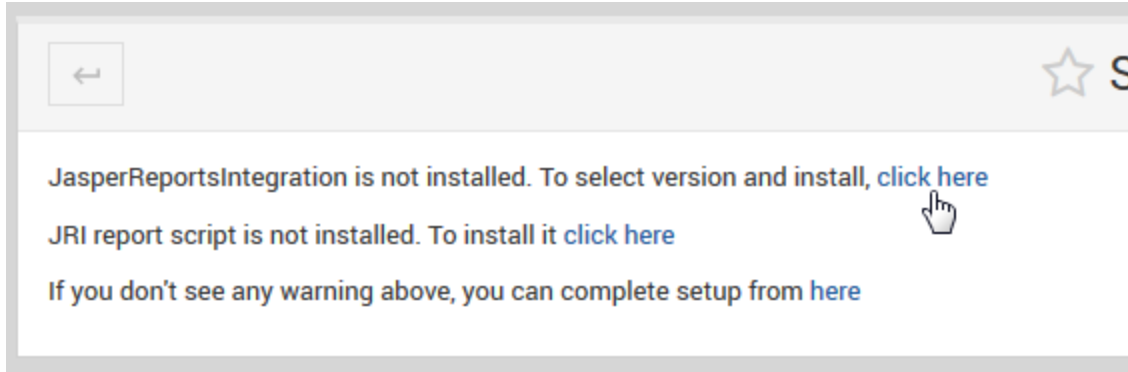 S
JasperReportsIntegration is not installed. To select version and install, click here
JRI report script is not installed. To install it click here
If you don't see any warning above, you can complete setup from here